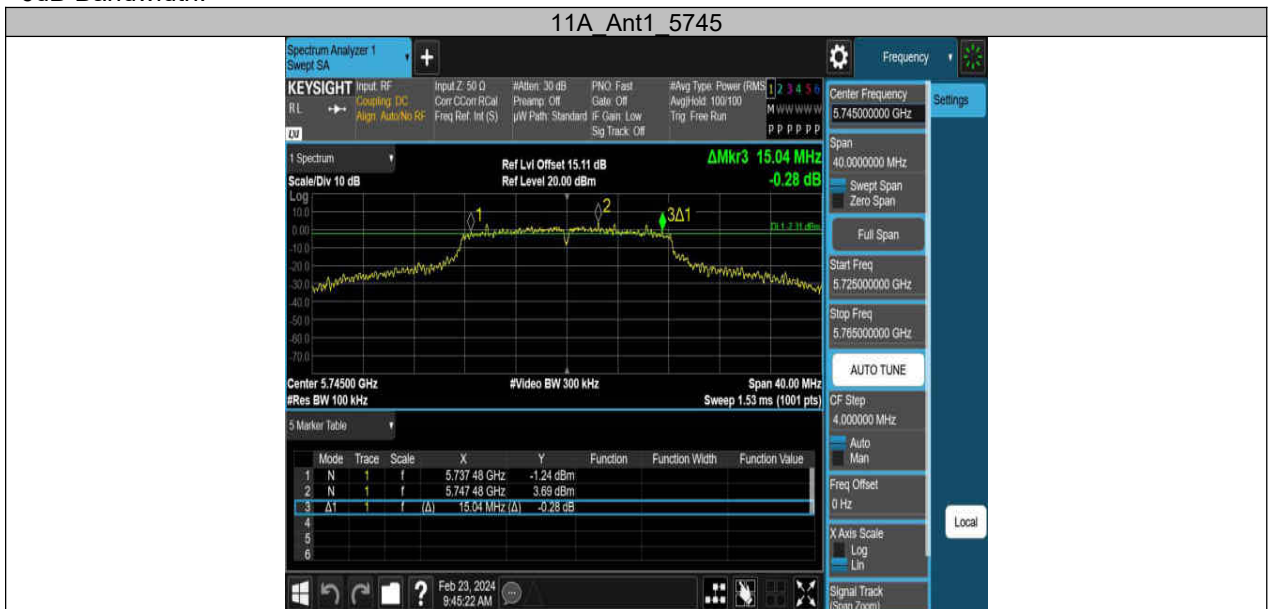 11A_Ant1_5745
Spectrum Analyzer 1
Swept SA
+
Frequency
KEYSIGHT Input: RF Input Z: 50 Ω #Atten: 30 dB PNO: Fast #Avg Type: Power (RMS 1 2 3 4 5 6
RL Coupling: DC Corr CCorr RCal Preamp: Off Gate: Off Avg|Hold: 100/100 M W W W W W
Align: Auto/No RF Freq Ref: Int (S) µW Path: Standard IF Gain: Low Trig: Free Run
Sig Track: Off P P P P P P
LXI
1 Spectrum
Ref Lvl Offset 15.11 dB
ΔMkr3 15.04 MHz
Scale/Div 10 dB
Ref Level 20.00 dBm
-0.28 dB
Log
10.0
0.00
-10.0
-20.0
-30.0
-40.0
-50.0
-60.0
-70.0
1
2
3Δ1
DL1 -2.31 dBm
Center 5.74500 GHz #Video BW 300 kHz Span 40.00 MHz
#Res BW 100 kHz Sweep 1.53 ms (1001 pts)
5 Marker Table
Mode Trace Scale X Y Function Function Width Function Value
1 N 1 f 5.737 48 GHz -1.24 dBm
2 N 1 f 5.747 48 GHz 3.69 dBm
3 Δ1 1 f (Δ) 15.04 MHz (Δ) -0.28 dB
4
5
6
?
Feb 23, 2024
9:45:22 AM
Center Frequency
5.745000000 GHz
Settings
Span
40.0000000 MHz
Swept Span
Zero Span
Full Span
Start Freq
5.725000000 GHz
Stop Freq
5.765000000 GHz
AUTO TUNE
CF Step
4.000000 MHz
Auto
Man
Freq Offset
0 Hz
X Axis Scale
Log
Lin
Local
Signal Track
(Span Zoom)